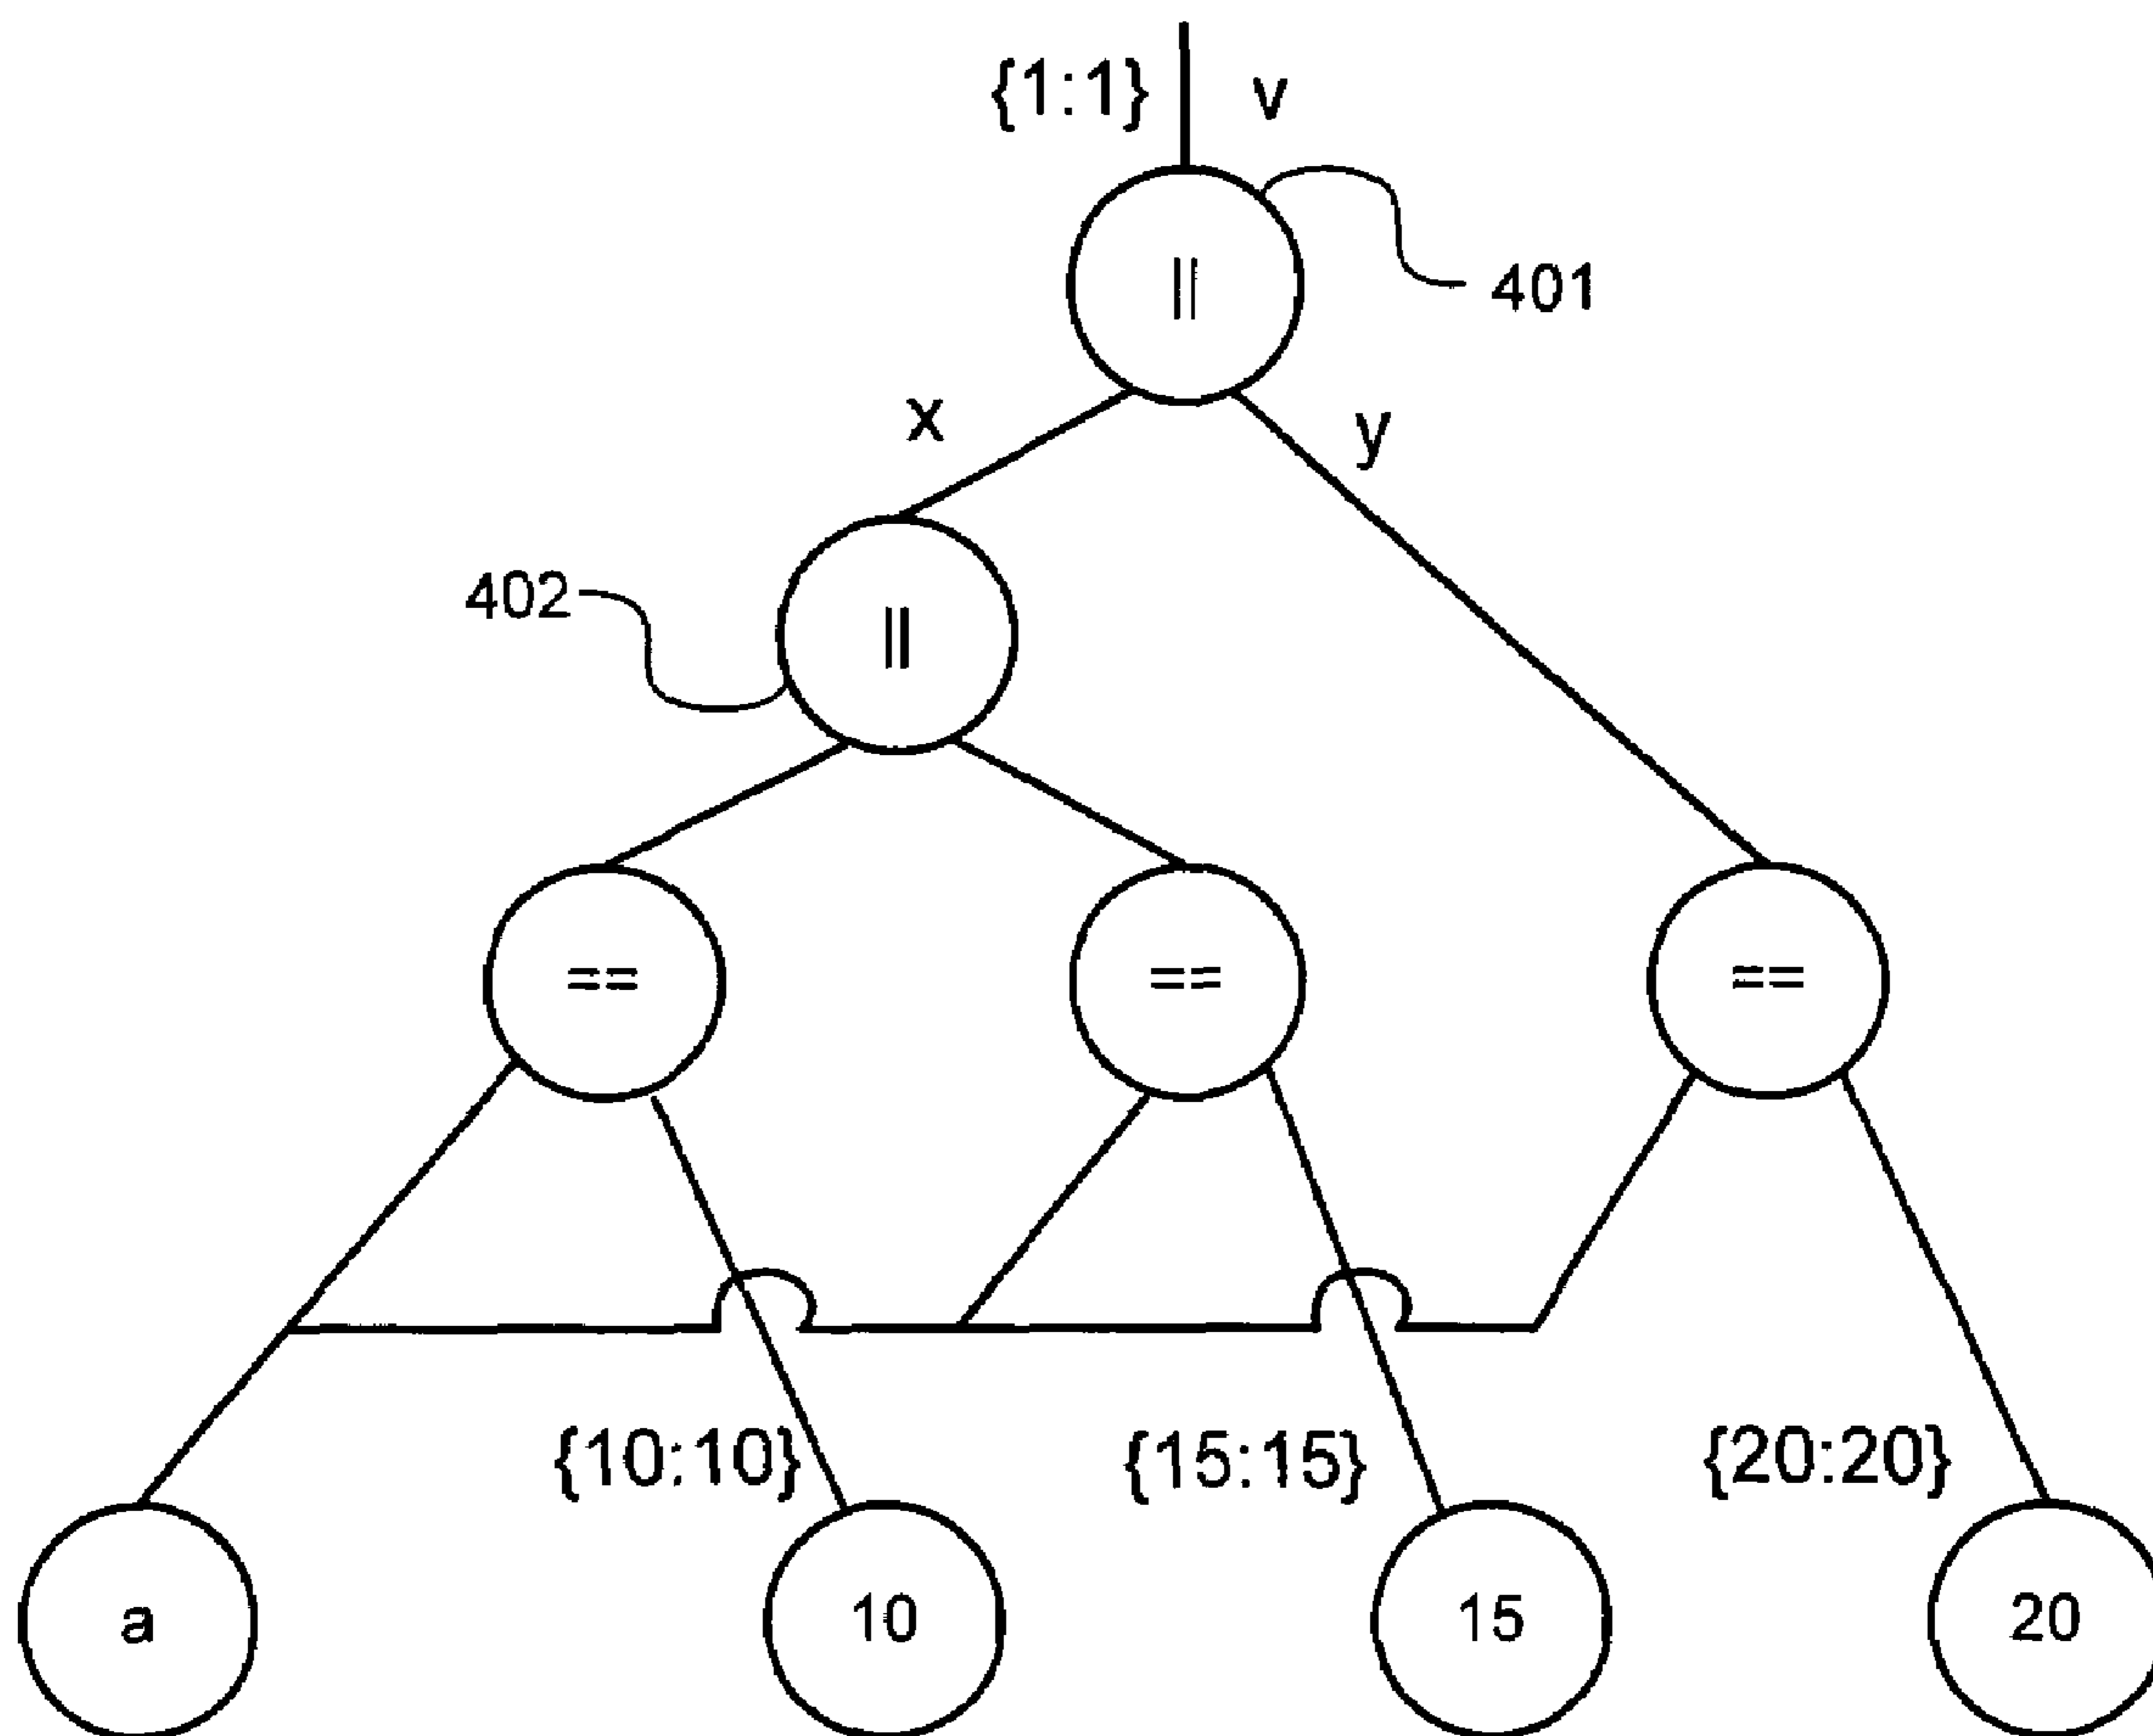 {1:1} v
||
401
x y
402
||
== == ==
{10:10} {15:15} {20:20}
a 10 15 20